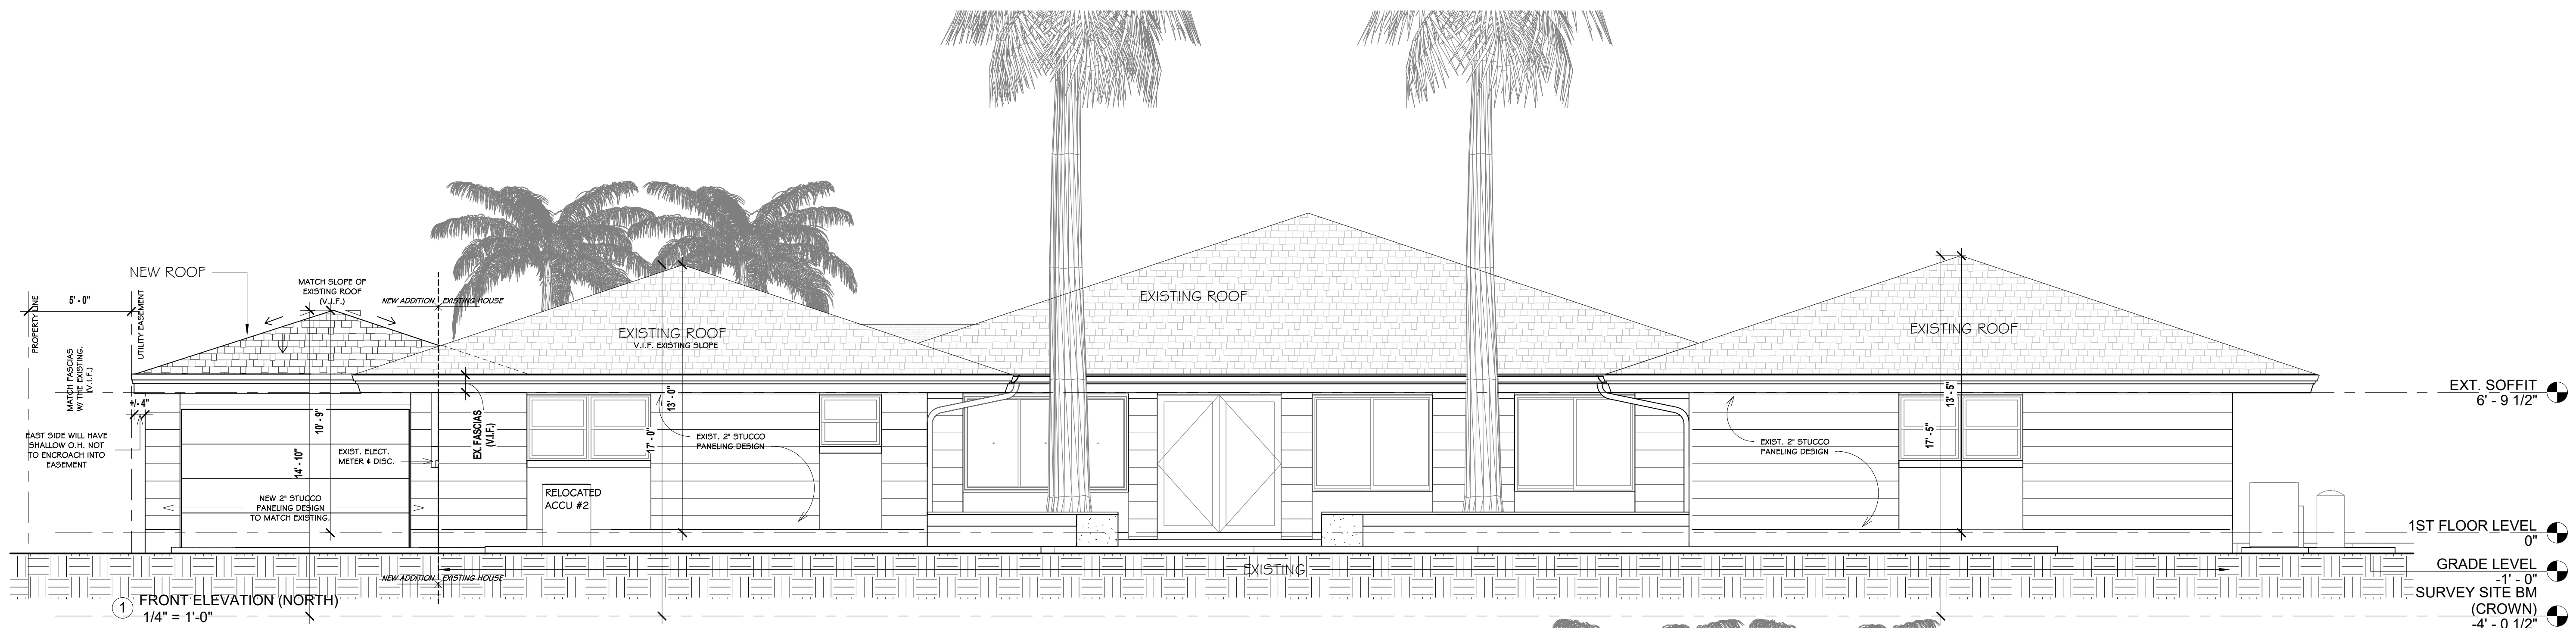 NEW ROOF
MATCH SLOPE OF
EXISTING ROOF
(V.I.F.)
NEW ADDITION
EXISTING HOUSE
5' - 0"
PROPERTY LINE
UTILITY EASEMENT
MATCH FASCIAS
W/ THE EXISTING.
(V.I.F.)
+/- 4"
EAST SIDE WILL HAVE
SHALLOW O.H. NOT
TO ENCROACH INTO
EASEMENT
10' - 9"
14' - 10"
NEW 2" STUCCO
PANELING DESIGN
TO MATCH EXISTING.
EXIST. ELECT.
METER & DISC.
EX. FASCIAS
(V.I.F.)
EXISTING ROOF
V.I.F. EXISTING SLOPE
RELOCATED
ACCU #2
17' - 0"
13' - 0"
EXIST. 2" STUCCO
PANELING DESIGN
EXISTING ROOF
EXISTING ROOF
EXIST. 2" STUCCO
PANELING DESIGN
17' - 5"
13' - 5"
EXT. SOFFIT
6' - 9 1/2"
1ST FLOOR LEVEL
0"
GRADE LEVEL
-1' - 0"
SURVEY SITE BM
(CROWN)
-4' - 0 1/2"
NEW ADDITION
EXISTING HOUSE
EXISTING
1
FRONT ELEVATION (NORTH)
1/4" = 1'-0"